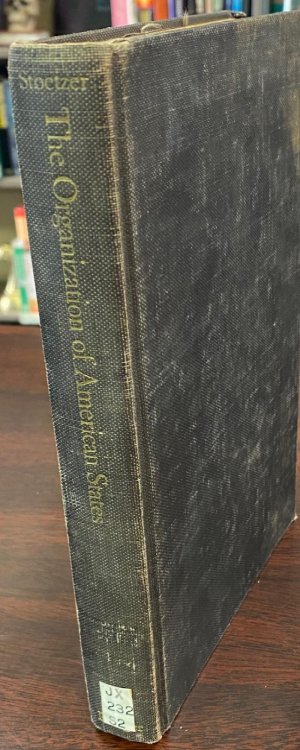 Stoetzer
The Organization of American States
JX
232
S2